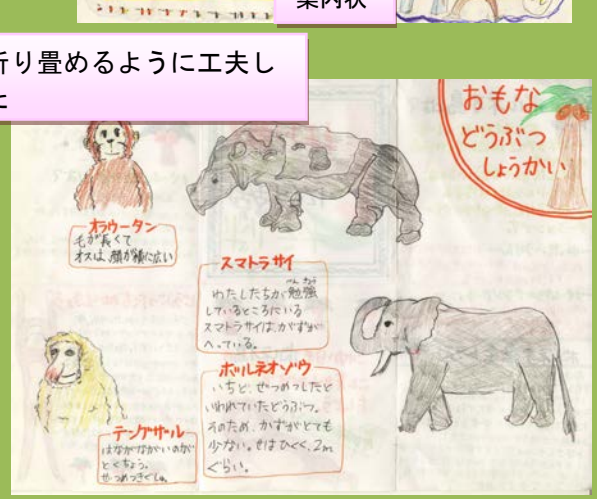 案内状
折り畳めるように工夫し
た
おもな
どうぶつ
しょうかい
オラウータン
毛が長くて
オスは、顔が横に広い
スマトラサイ
わたしたちが勉強
べん きょう
しているところにいる
スマトラサイは、かずが
へっている。
ボルネオゾウ
いちど、ぜつめつしたと
いわれていたどうぶつ。
そのため、かずがとても
少ない。せはひくく、2m
ぐらい。
テングザール
はながながいのが
とくちょう。
ぜつめつきぐしゅ。